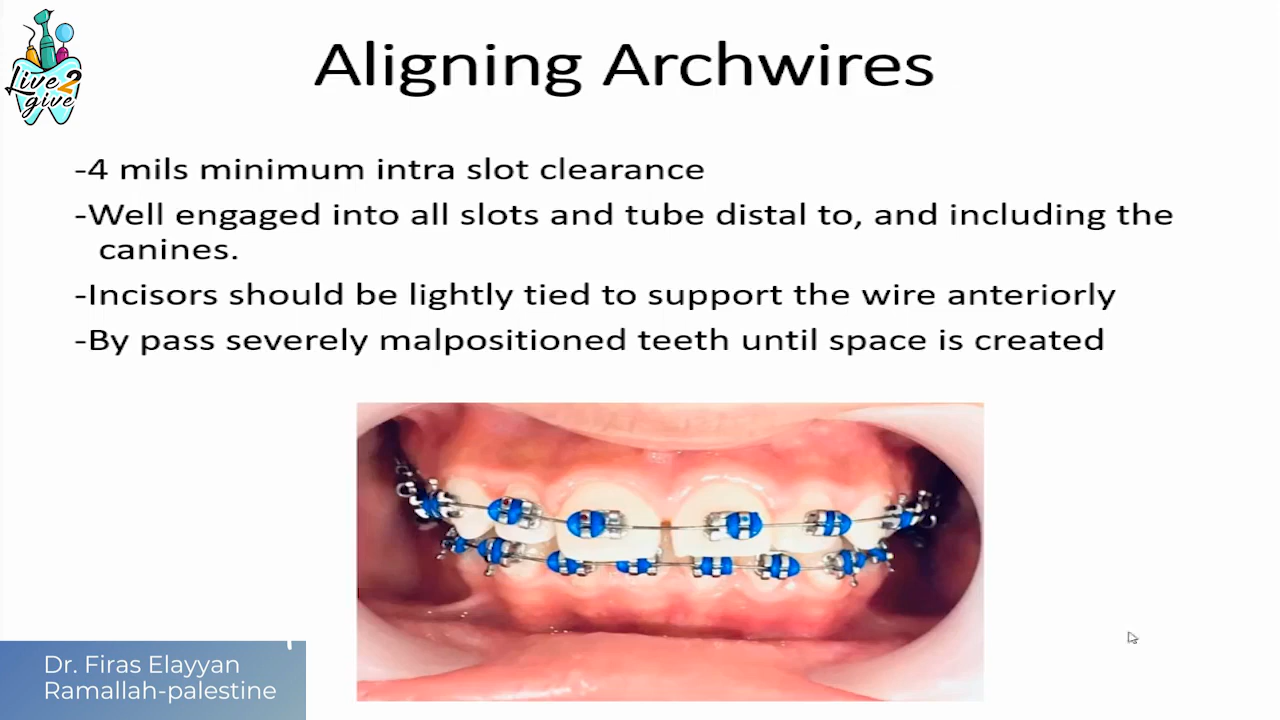 Live 2
give
Aligning Archwires
-4 mils minimum intra slot clearance
-Well engaged into all slots and tube distal to, and including the
canines.
-Incisors should be lightly tied to support the wire anteriorly
-By pass severely malpositioned teeth until space is created
Dr. Firas Elayyan
Ramallah-palestine